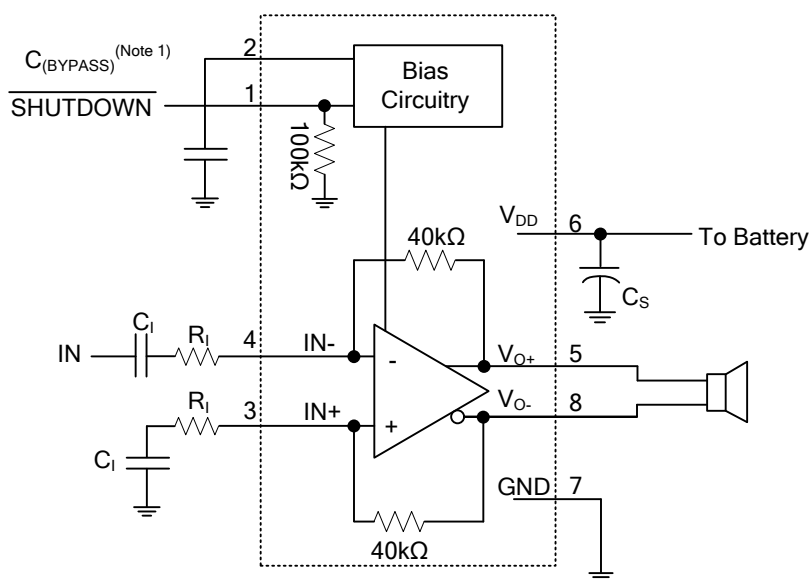 C(BYPASS)(Note 1)
2
SHUTDOWN
1
Bias
Circuitry
100kΩ
VDD
6
To Battery
CS
40kΩ
IN
CI
RI
4
IN-
-
VO+
5
RI
3
IN+
+
VO-
8
CI
40kΩ
GND
7